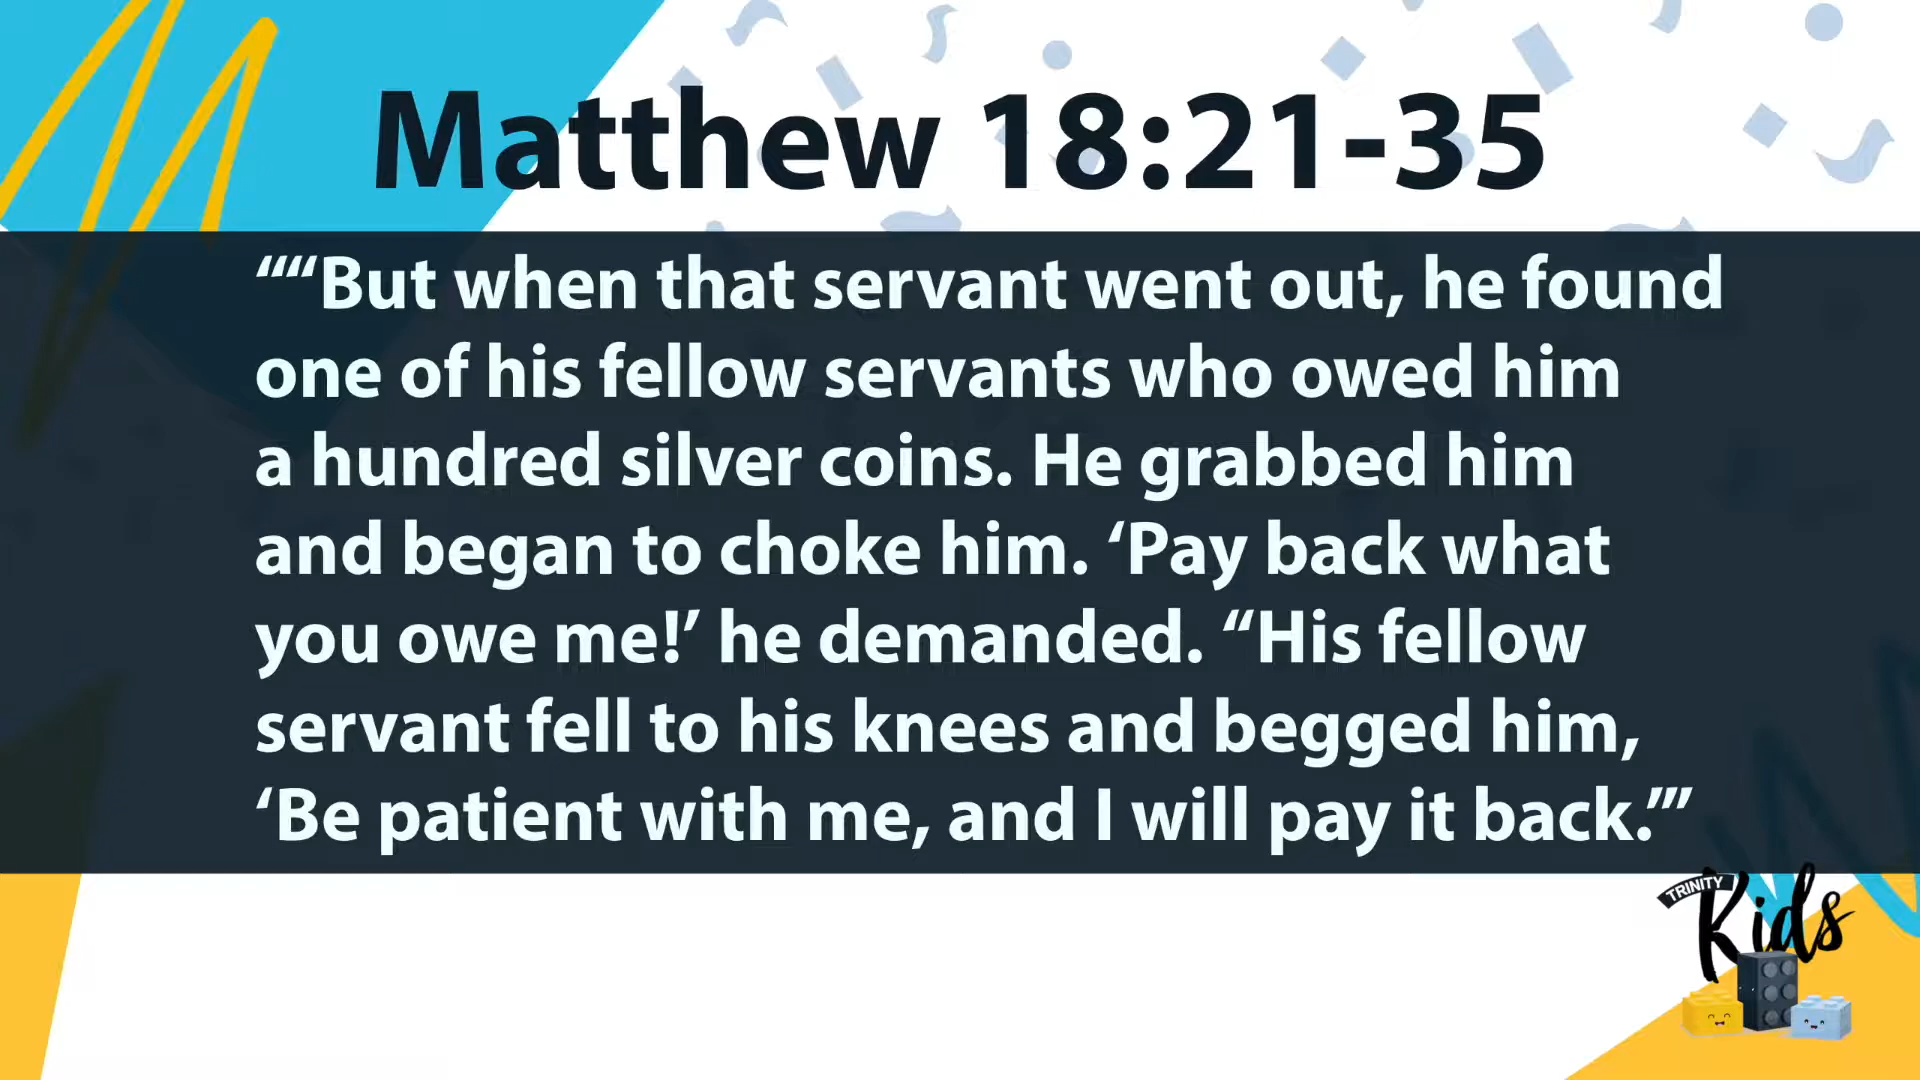 Matthew 18:21-35
““But when that servant went out, he found
one of his fellow servants who owed him
a hundred silver coins. He grabbed him
and began to choke him. ‘Pay back what
you owe me!’ he demanded. “His fellow
servant fell to his knees and begged him,
‘Be patient with me, and I will pay it back.’”
TRINITY
Kids